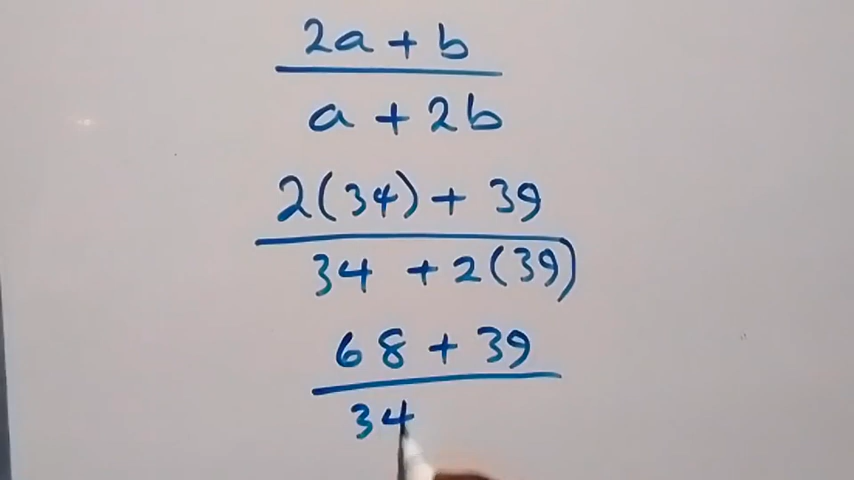 2a + b
a + 2b
2(34) + 39
34 + 2(39)
68 + 39
34